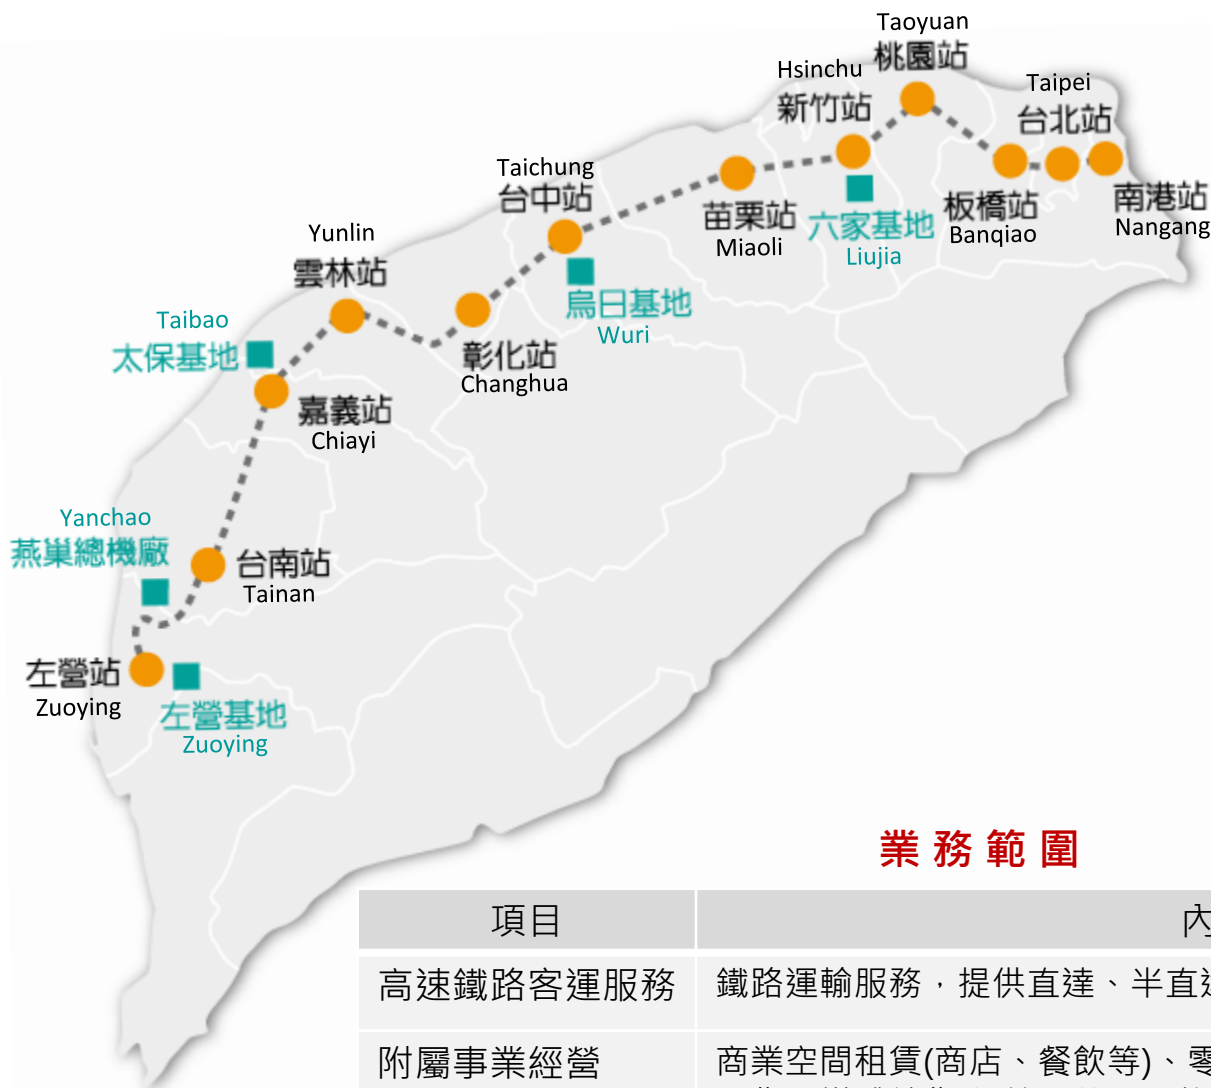 Taoyuan
桃園站
Hsinchu
新竹站
Taipei
台北站
Taichung
台中站
苗栗站
Miaoli
六家基地
Liujia
板橋站
Banqiao
南港站
Nangang
Yunlin
雲林站
烏日基地
Wuri
Taibao
太保基地
彰化站
Changhua
嘉義站
Chiayi
Yanchao
燕巢總機廠
台南站
Tainan
左營站
Zuoying
左營基地
Zuoying
業務範圍
項目
內
高速鐵路客運服務
鐵路運輸服務，提供直達、半直
附屬事業經營
商業空間租賃(商店、餐飲等)、零